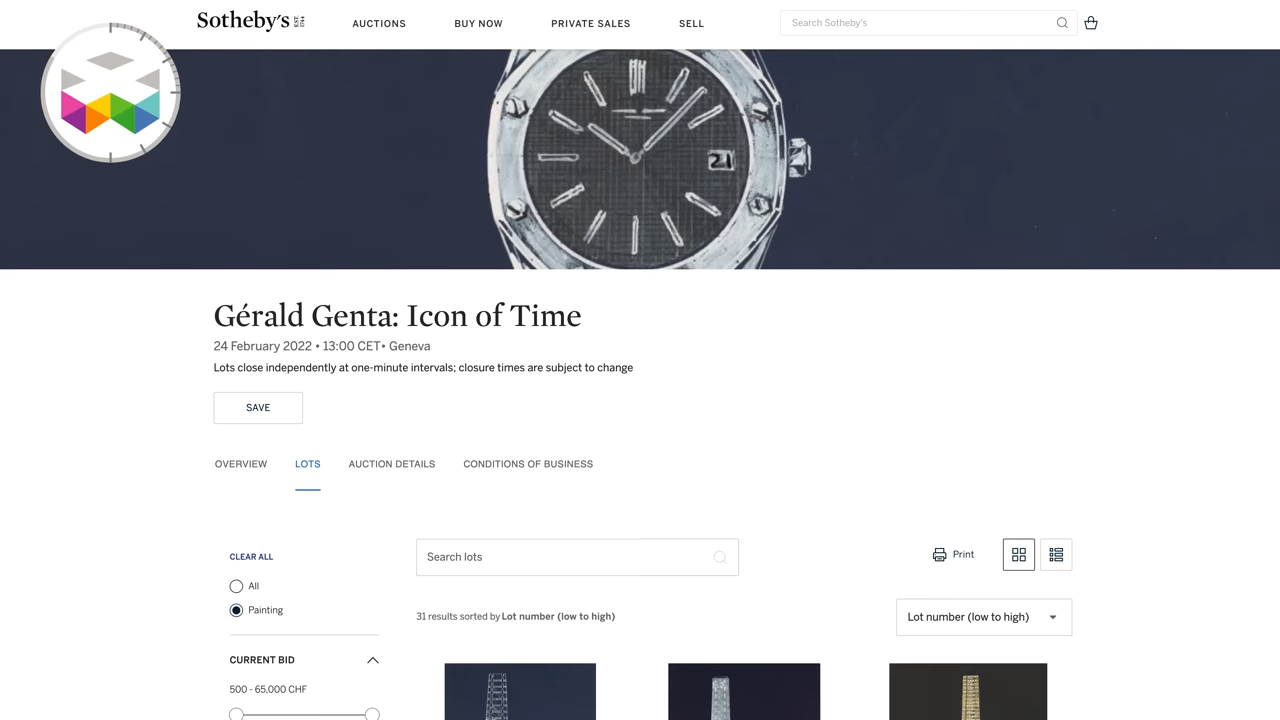 Sotheby's EST. 1744
AUCTIONS BUY NOW PRIVATE SALES SELL
Search Sotheby's
21
Gérald Genta: Icon of Time
24 February 2022 • 13:00 CET• Geneva
Lots close independently at one-minute intervals; closure times are subject to change
SAVE
OVERVIEW LOTS AUCTION DETAILS CONDITIONS OF BUSINESS
CLEAR ALL
All
Painting
CURRENT BID
500 - 65,000 CHF
Search lots
Print
31 results sorted by Lot number (low to high)
Lot number (low to high)